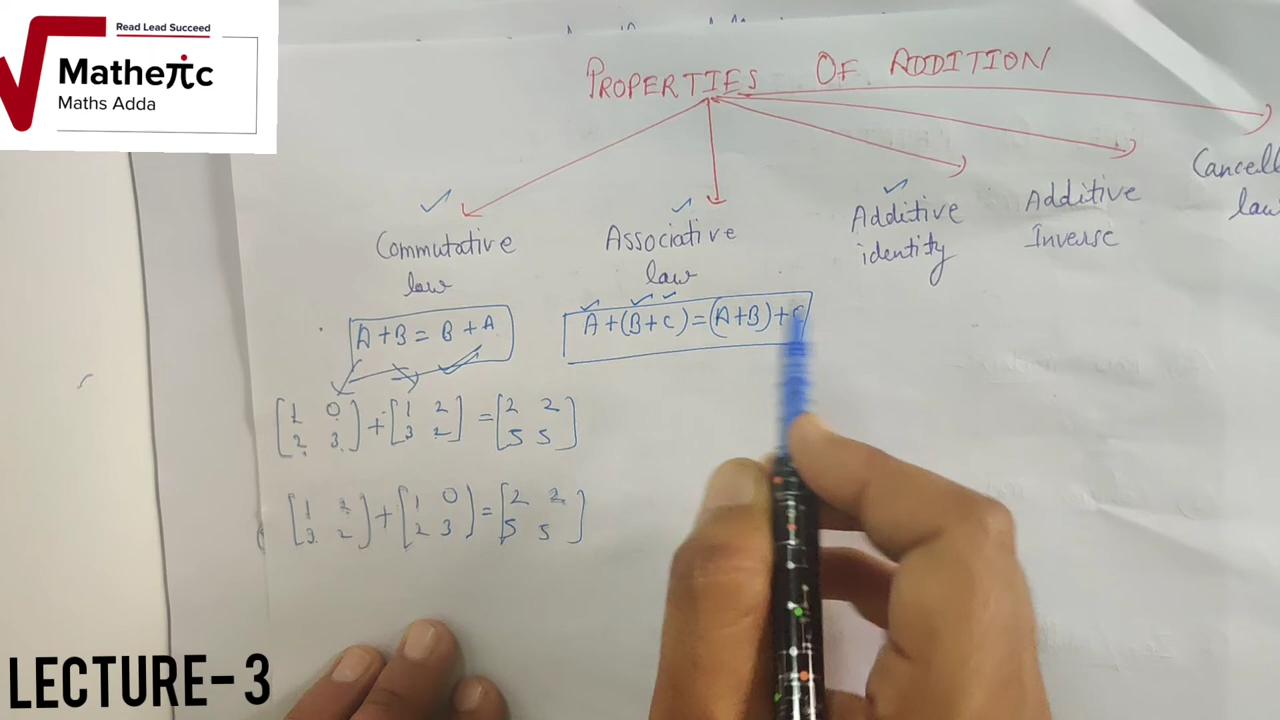 Read Lead Succeed
Matheπc
Maths Adda
PROPERTIES OF ADDITION
Commutative
law
Associative
law
Additive
identity
Additive
Inverse
Cancell
law
A+B = B+A
A+(B+C)=(A+B)+C
[1 0
2 3] + [1 2
3 2] = [2 2
5 5]
[1 2
3 2] + [1 0
2 3] = [2 2
5 5]
LECTURE-3